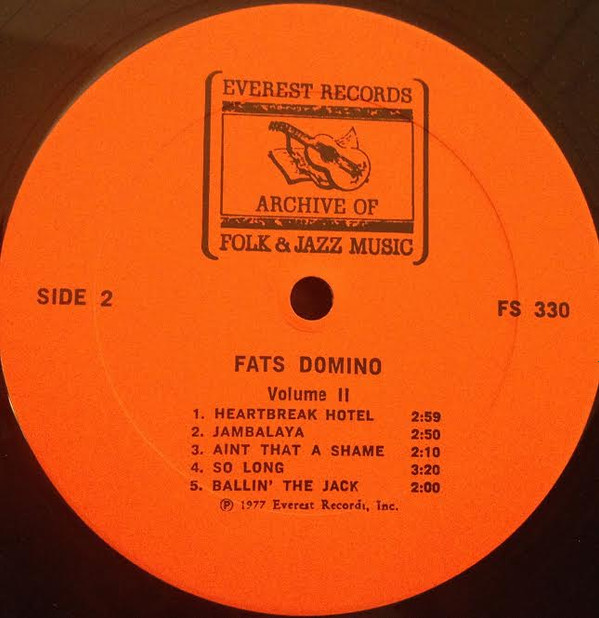 EVEREST RECORDS
ARCHIVE OF
FOLK & JAZZ MUSIC
SIDE 2
FS 330
FATS DOMINO
Volume II
1. HEARTBREAK HOTEL 2:59
2. JAMBALAYA 2:50
3. AINT THAT A SHAME 2:10
4. SO LONG 3:20
5. BALLIN' THE JACK 2:00
℗ 1977 Everest Records, Inc.